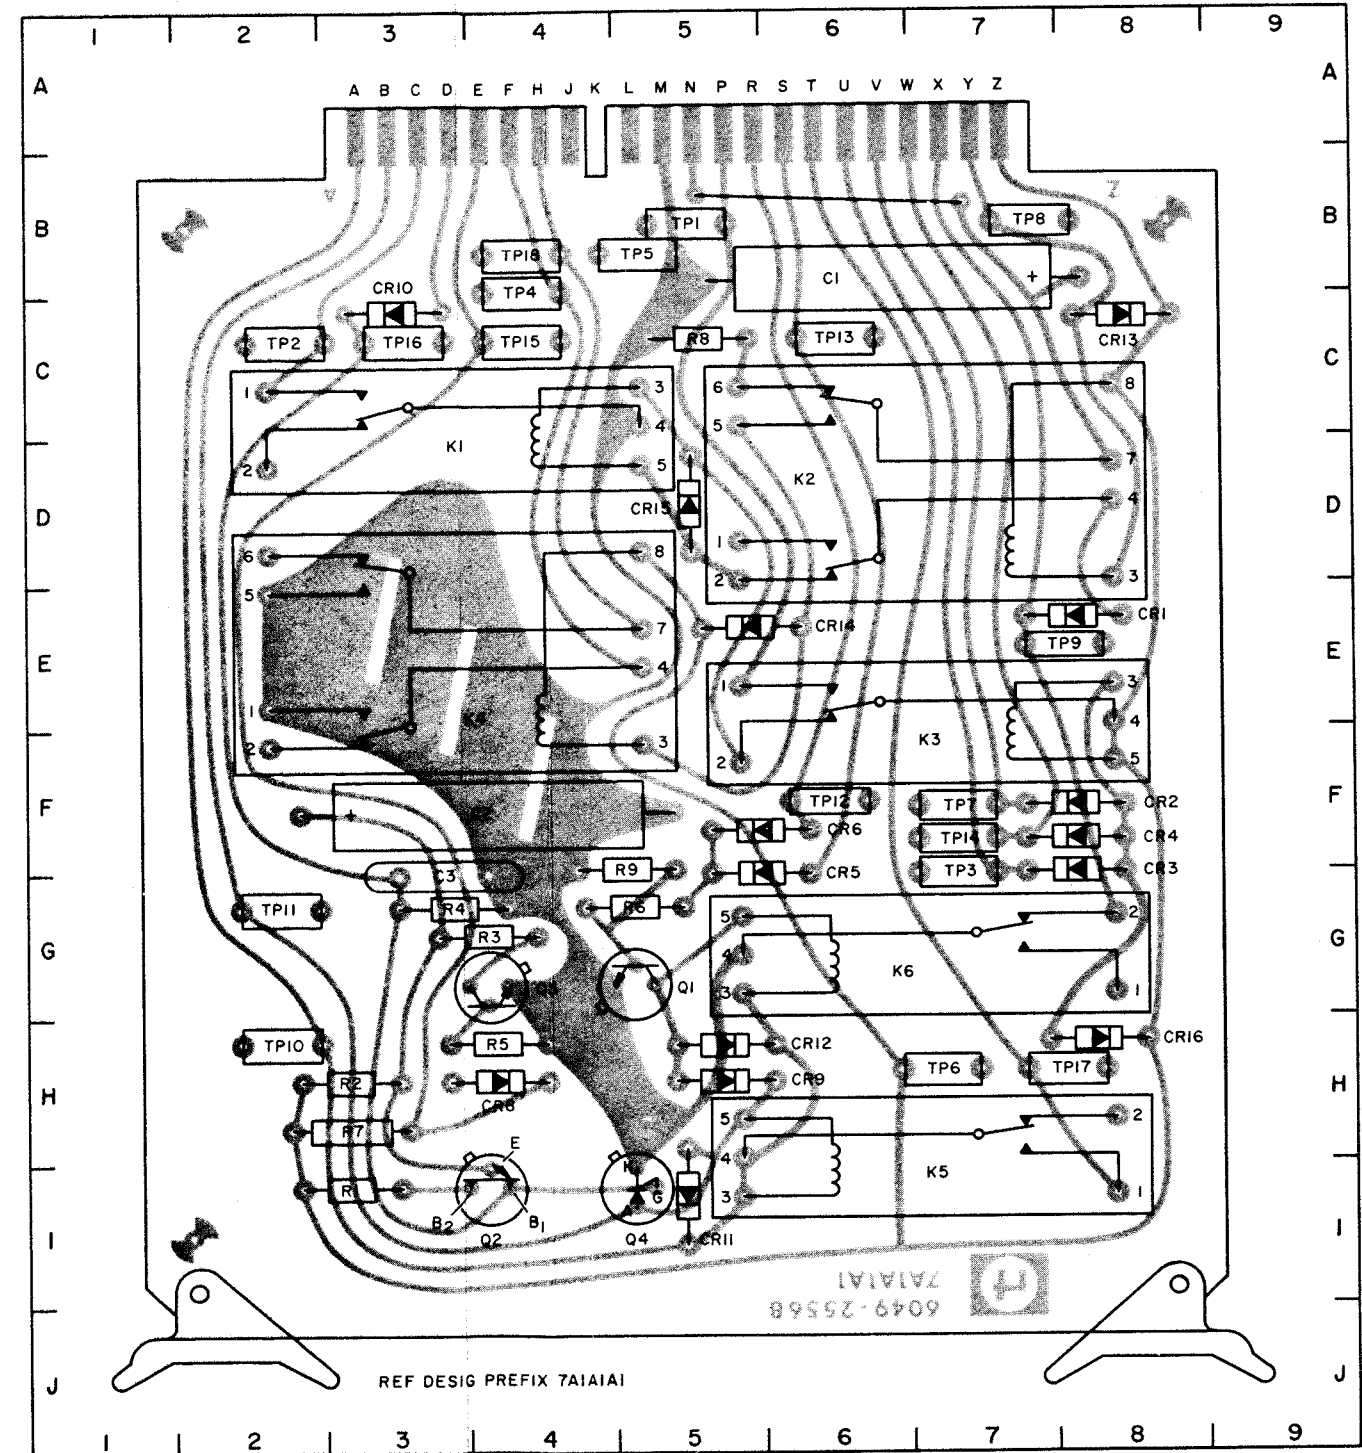 1 2 3 4 5 6 7 8 9
A A
A B C D E F H J K L M N P R S T U V W X Y Z
B B
TP1 TP8
TP18 TP5 C1 +
CR10 TP4
TP2 TP16 TP15 R8 TP13 CR13
C C
1 3 6 8
K1 4 5
2 5 7
K2
D CR15 4 D
6 8 1
5 2 3
7 CR14 CR1
TP9
E 4 1 3 E
1 4
2 3 2 K3 5
F + TP12 TP7 CR2 F
CR6 TP14 CR4
C3 R9 CR5 TP3 CR3
TP11 R4 R6 5 2
G R3 4 K6 G
Q1 3 1
TP10 R5 CR12 CR16
R2 CR9 TP6 TP17
H CR8 H
R7 5 2
E K 4 K5
R1 G 3 1
B2 B1
I Q2 Q4 CR11 I
7A1A1A1
6049-2556B
J REF DESIG PREFIX 7A1A1A1 J
1 2 3 4 5 6 7 8 9